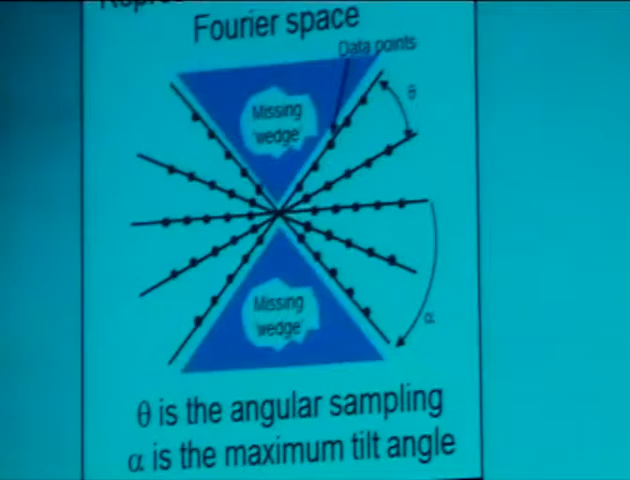 Fourier space
Data points
Missing
'wedge'
θ
α
Missing
'wedge'
θ is the angular sampling
α is the maximum tilt angle